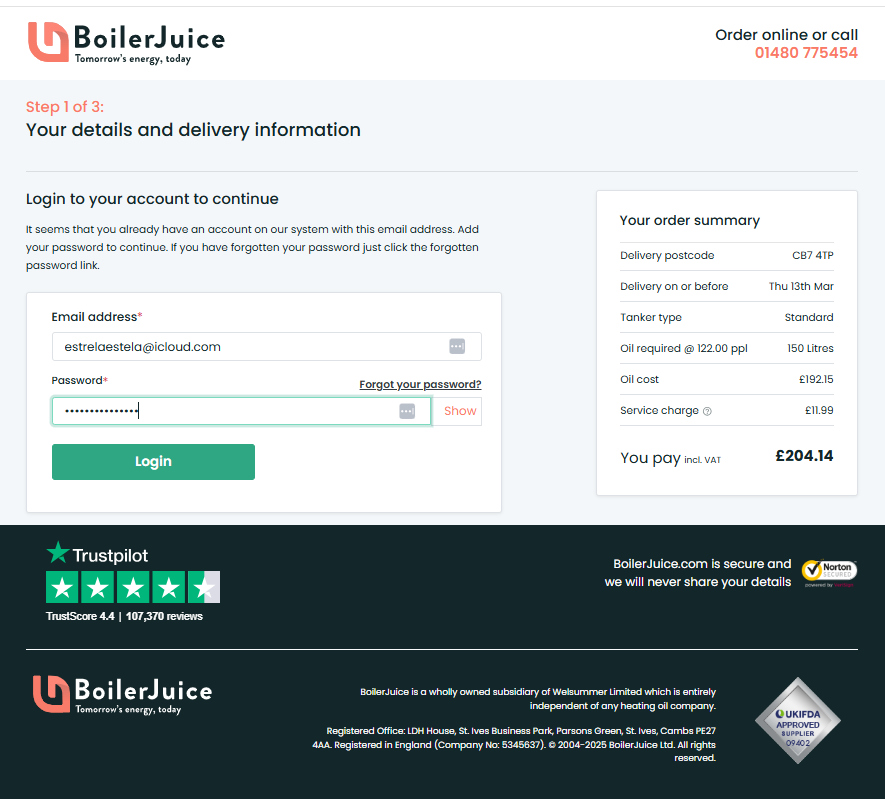 BoilerJuice
Tomorrow's energy, today
Order online or call
01480 775454
Step 1 of 3:
Your details and delivery information
Login to your account to continue
It seems that you already have an account on our system with this email address. Add
your password to continue. If you have forgotten your password just click the forgotten
password link.
Email address*
estrelaestela@icloud.com
Password*
Forgot your password?
•••••••••••••••
Show
Login
Your order summary
Delivery postcode CB7 4TP
Delivery on or before Thu 13th Mar
Tanker type Standard
Oil required @ 122.00 ppl 150 Litres
Oil cost £192.15
Service charge ? £11.99
You pay incl. VAT £204.14
Trustpilot
TrustScore 4.4 | 107,370 reviews
BoilerJuice.com is secure and
we will never share your details
Norton
SECURED
powered by
BoilerJuice
Tomorrow's energy, today
BoilerJuice is a wholly owned subsidiary of Welsummer Limited which is entirely
independent of any heating oil company.
Registered Office: LDH House, St. Ives Business Park, Parsons Green, St. Ives, Cambs PE27
4AA. Registered in England (Company No: 5345637). © 2004-2025 BoilerJuice Ltd. All rights
reserved.
UKIFDA
APPROVED
SUPPLIER
09402